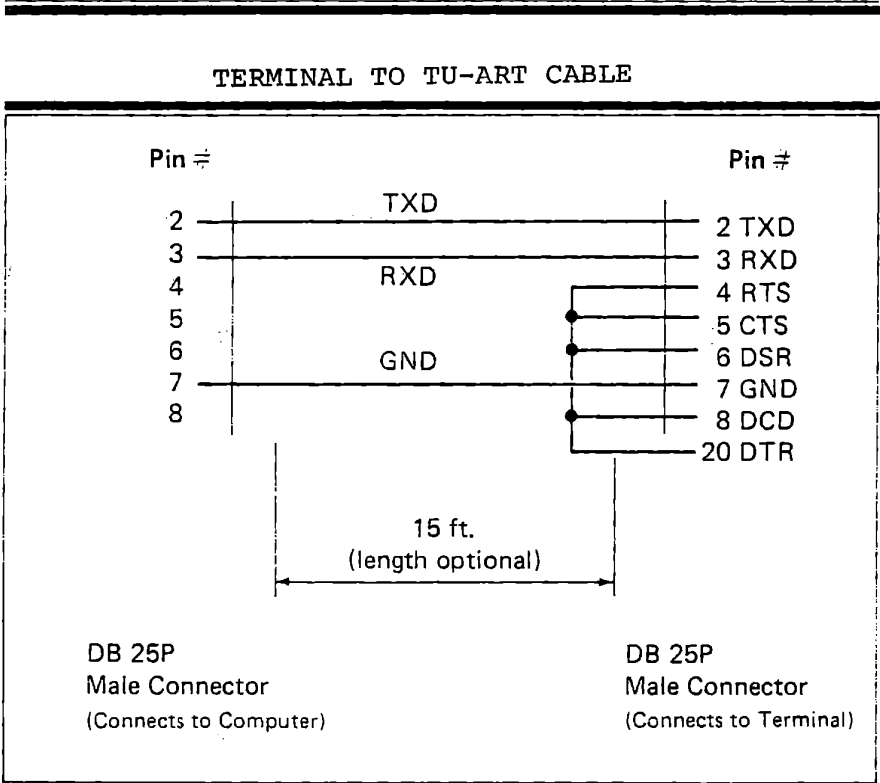 TERMINAL TO TU-ART CABLE
Pin #
Pin #
TXD
2
2 TXD
3
3 RXD
RXD
4
4 RTS
5
5 CTS
6
6 DSR
GND
7
7 GND
8
8 DCD
20 DTR
15 ft.
(length optional)
DB 25P
Male Connector
(Connects to Computer)
DB 25P
Male Connector
(Connects to Terminal)